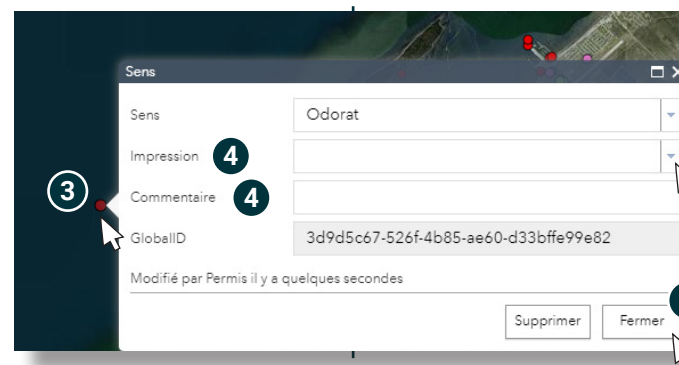 Sens
Sens Odorat
Impression 4
3
Commentaire 4
GlobalID 3d9d5c67-526f-4b85-ae60-d33bffe99e82
Modifié par Permis il y a quelques secondes
Supprimer Fermer